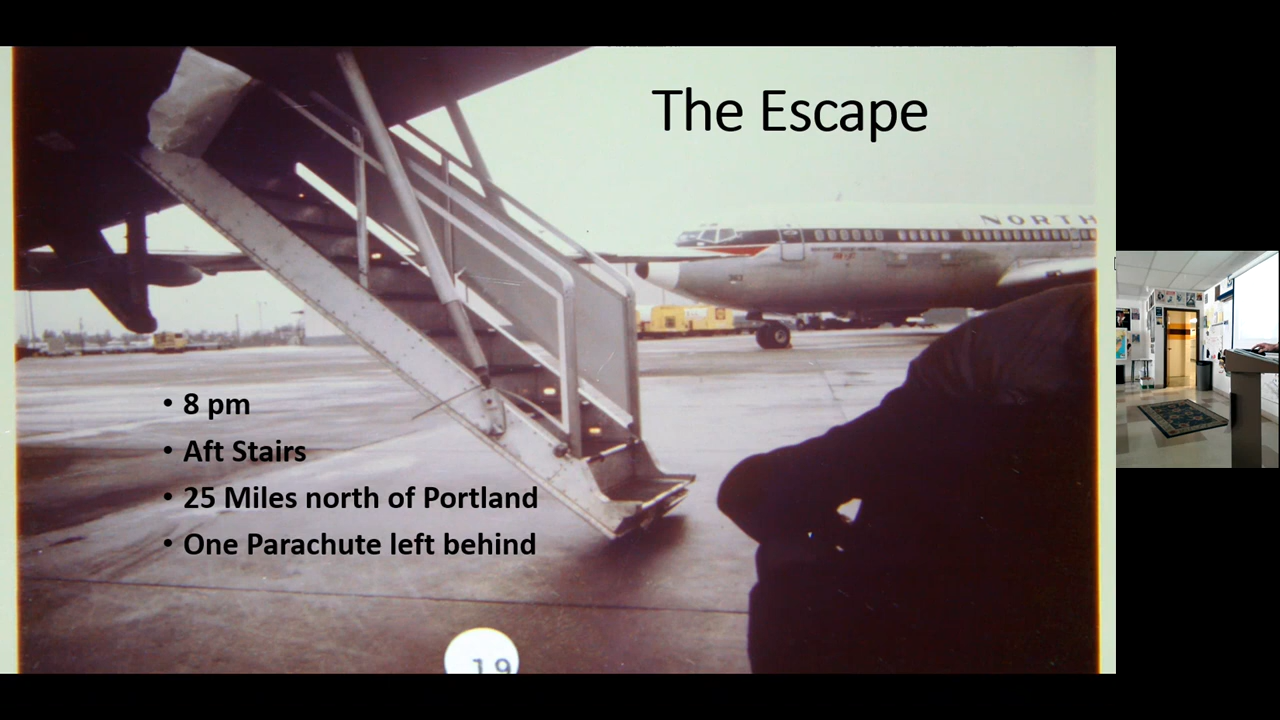 The Escape
NORTH
• 8 pm
• Aft Stairs
• 25 Miles north of Portland
• One Parachute left behind
19